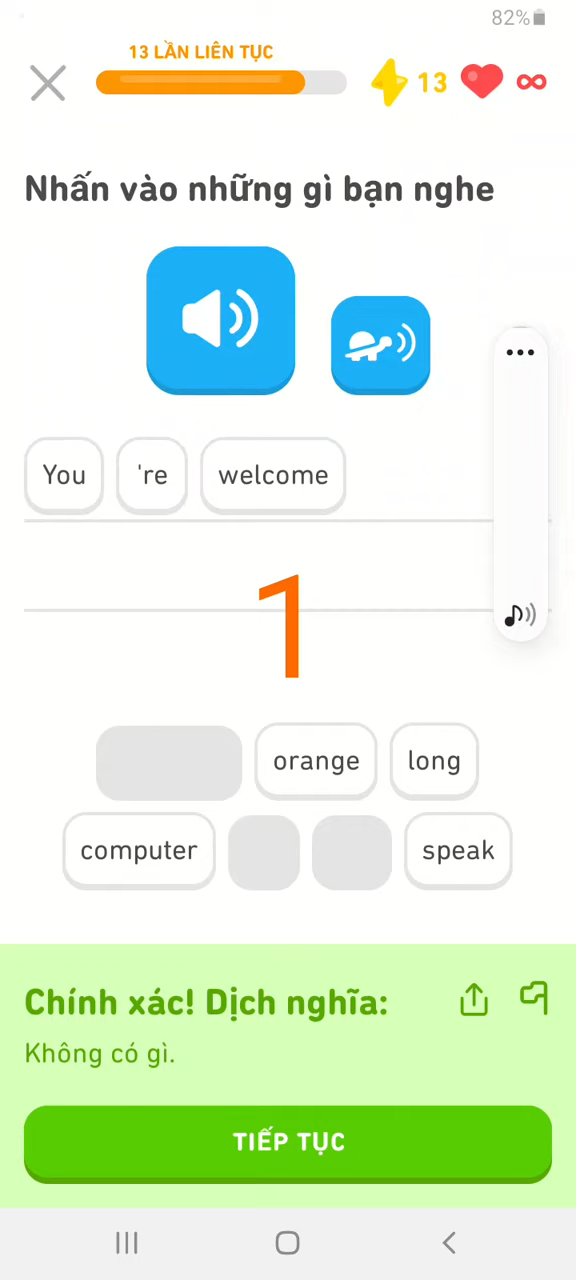 82%
13 LẦN LIÊN TỤC
13
Nhấn vào những gì bạn nghe
You 're welcome
1
orange long
computer speak
Chính xác! Dịch nghĩa:
Không có gì.
TIẾP TỤC